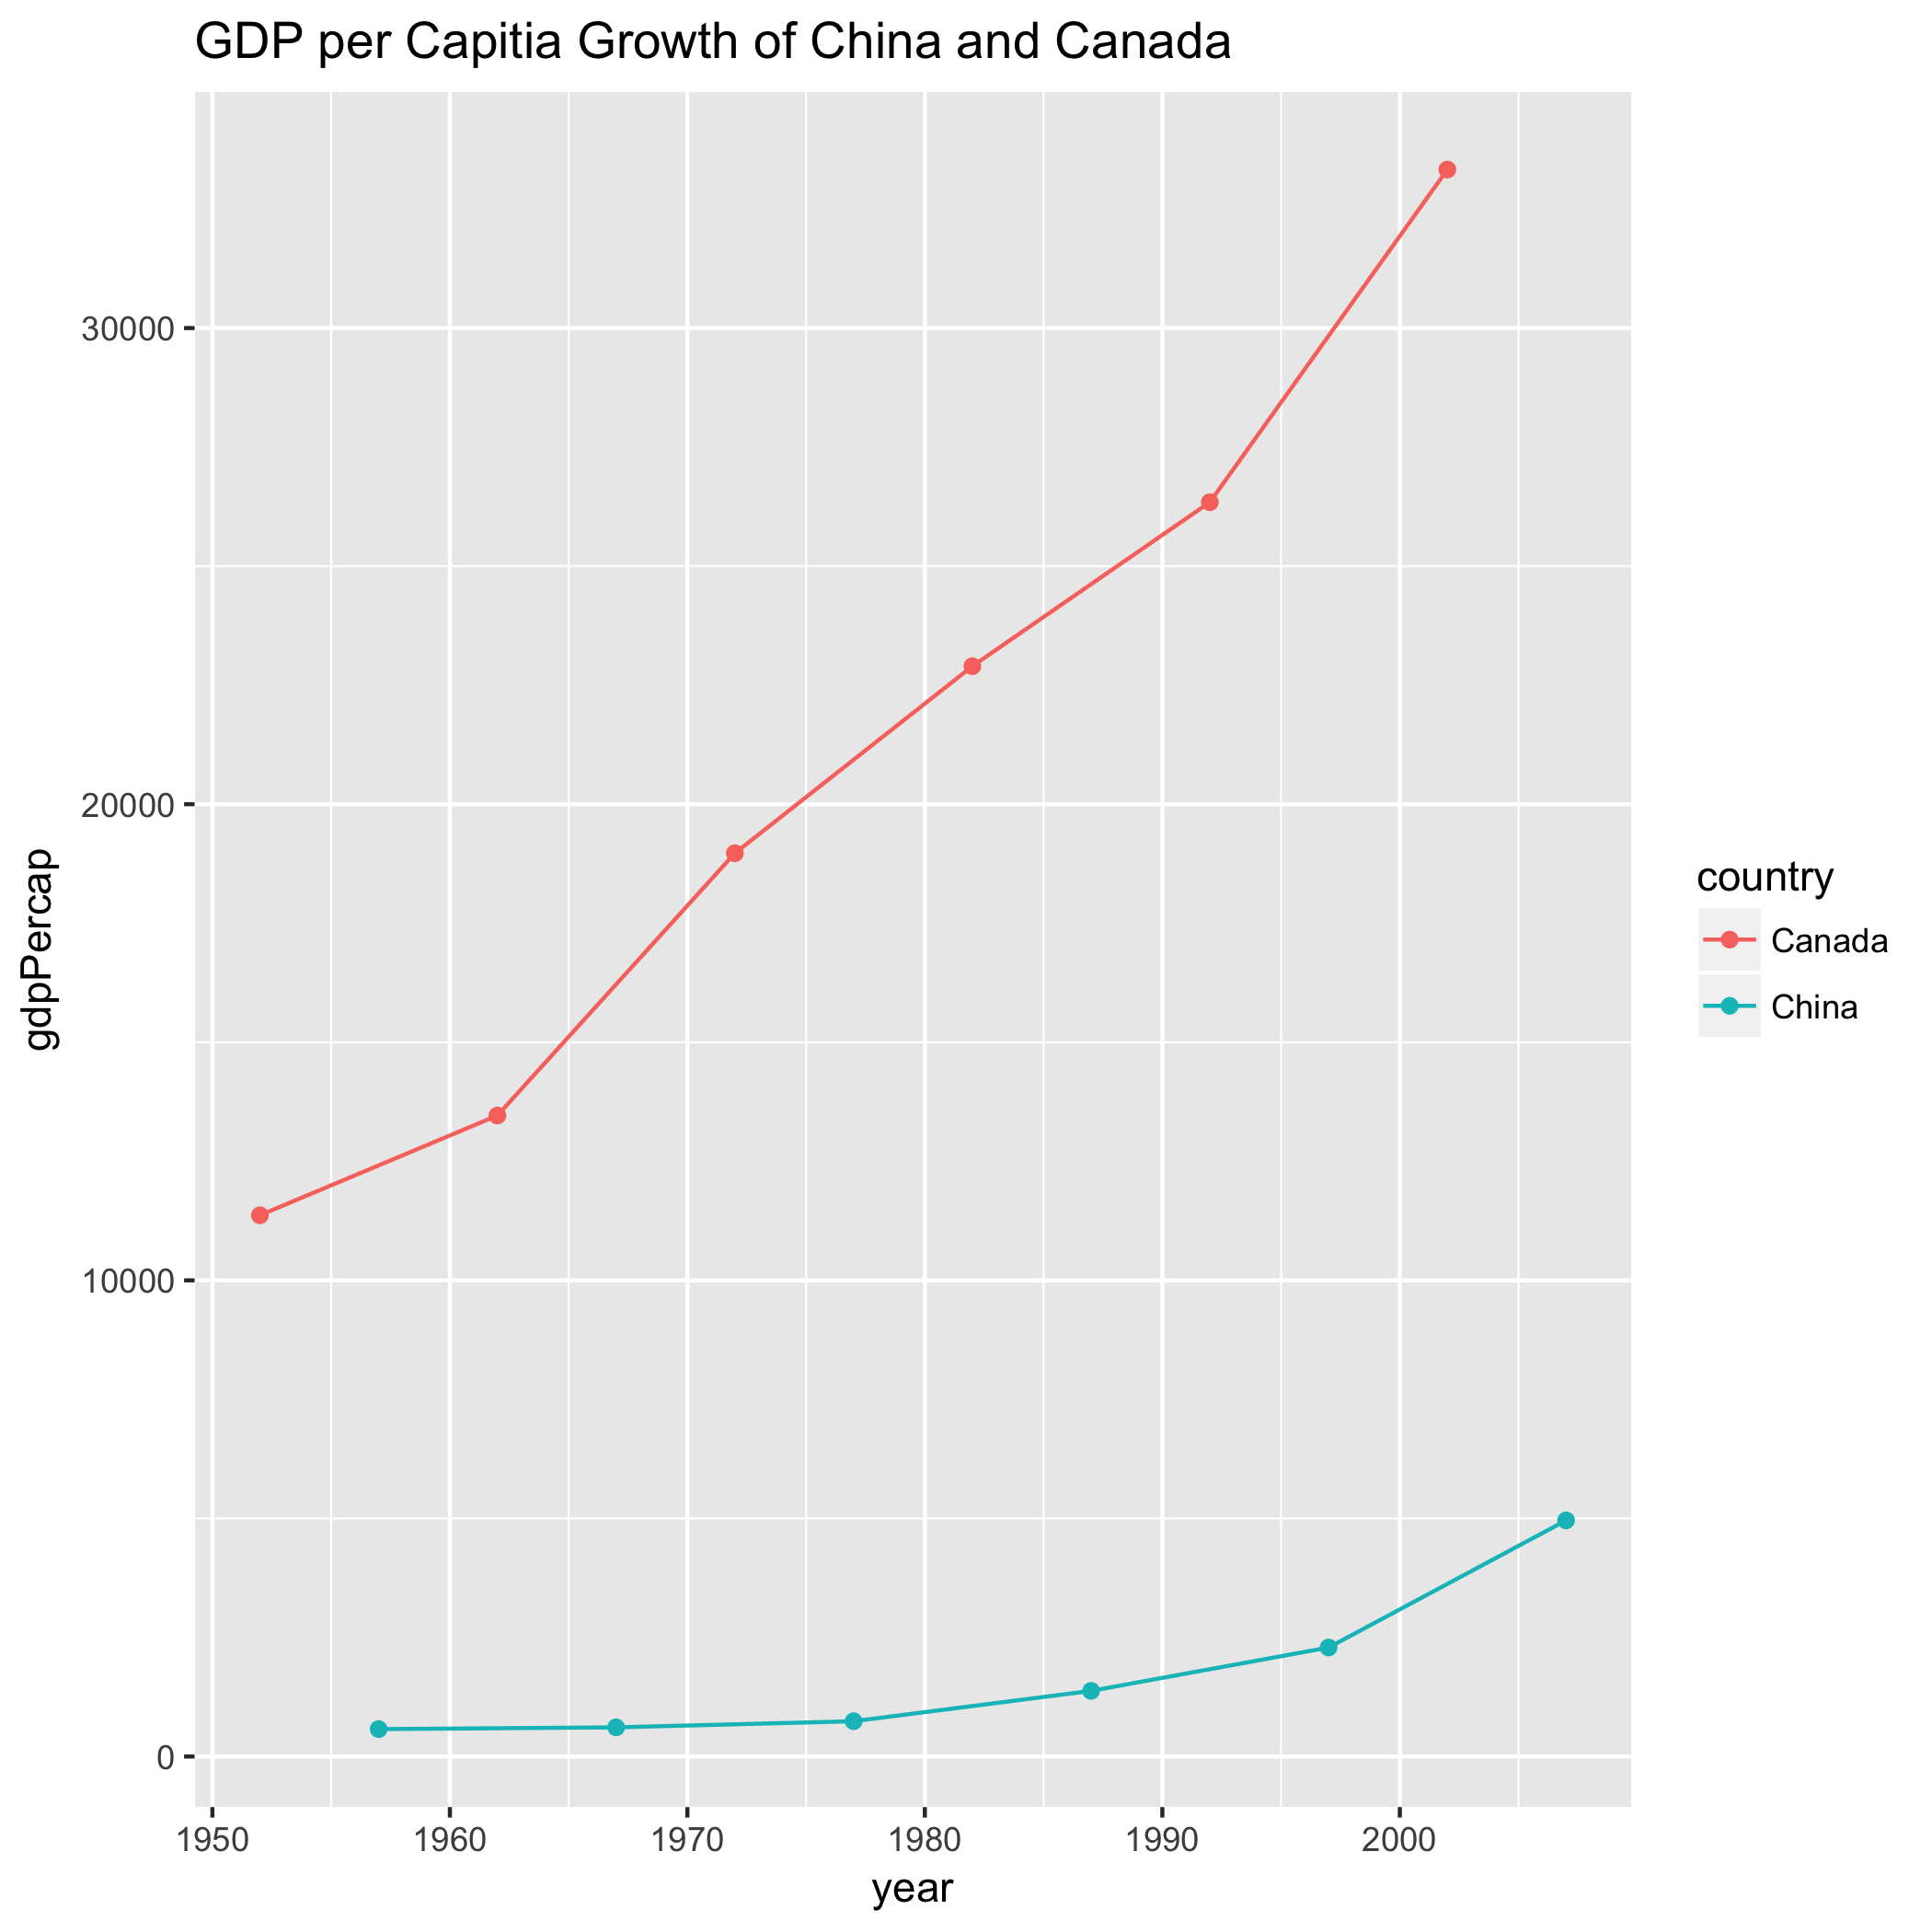 GDP per Capitia Growth of China and Canada
gdpPercap
30000
20000
10000
0
1950 1960 1970 1980 1990 2000
year
country
Canada
China